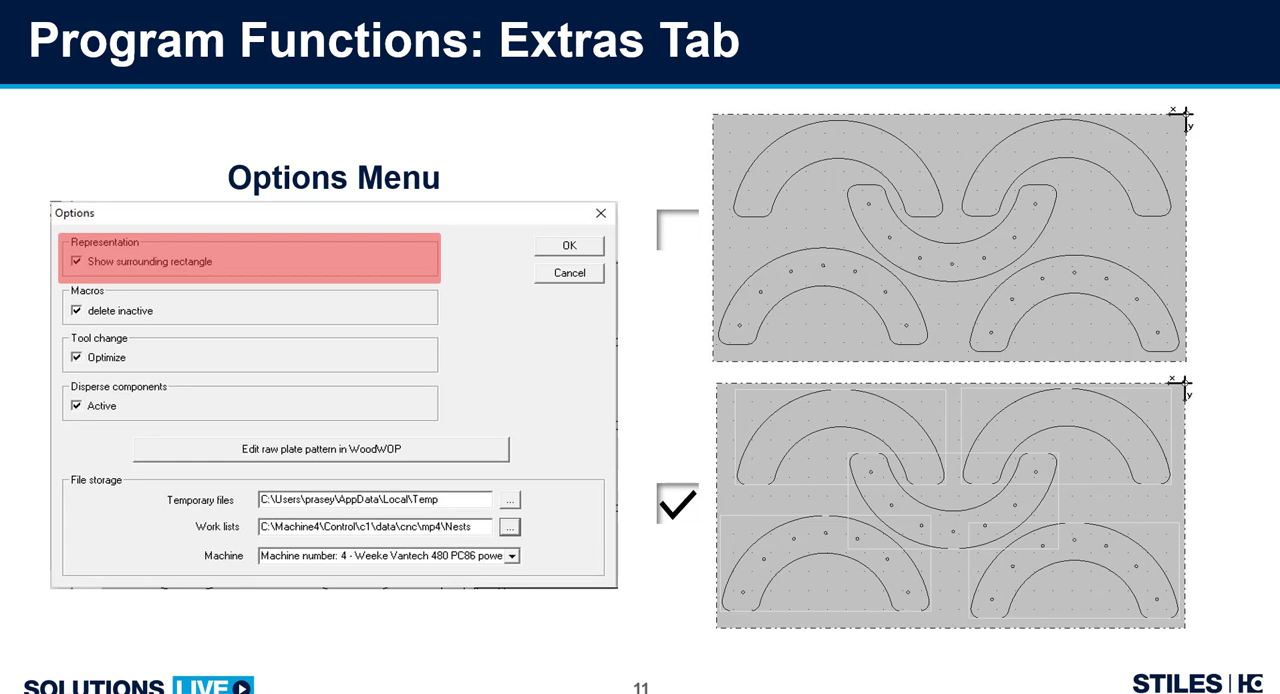 Program Functions: Extras Tab
Options Menu
Options
Representation
Show surrounding rectangle
OK
Cancel
Macros
delete inactive
Tool change
Optimize
Disperse components
Active
Edit raw plate pattern in WoodWOP
File storage
Temporary files C:\Users\prasey\AppData\Local\Temp ...
Work lists C:\Machine4\Control\c1\data\cnc\mp4\Nests ...
Machine Machine number: 4 - Weeke Vantech 480 PC86 powe
x
y
x
y
SOLUTIONS LIVE
11
STILES | HC